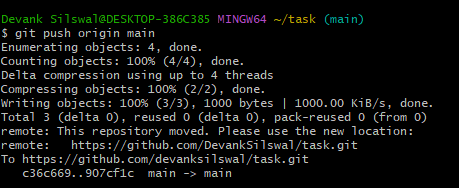 Devank Silswal@DESKTOP-386C385 MINGW64 ~/task (main)
$ git push origin main
Enumerating objects: 4, done.
Counting objects: 100% (4/4), done.
Delta compression using up to 4 threads
Compressing objects: 100% (2/2), done.
Writing objects: 100% (3/3), 1000 bytes | 1000.00 KiB/s, done.
Total 3 (delta 0), reused 0 (delta 0), pack-reused 0 (from 0)
remote: This repository moved. Please use the new location:
remote:   https://github.com/DevankSilswal/task.git
To https://github.com/devanksilswal/task.git
   c36c669..907cf1c  main -> main